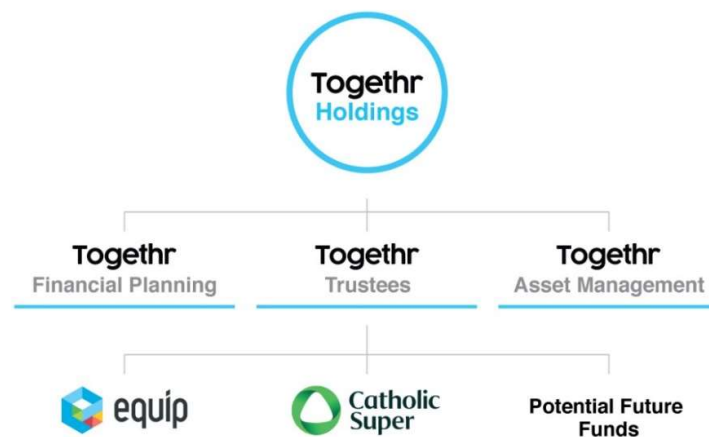 Togethr
Holdings
Togethr
Financial Planning
Togethr
Trustees
Togethr
Asset Management
equip
Catholic
Super
Potential Future
Funds